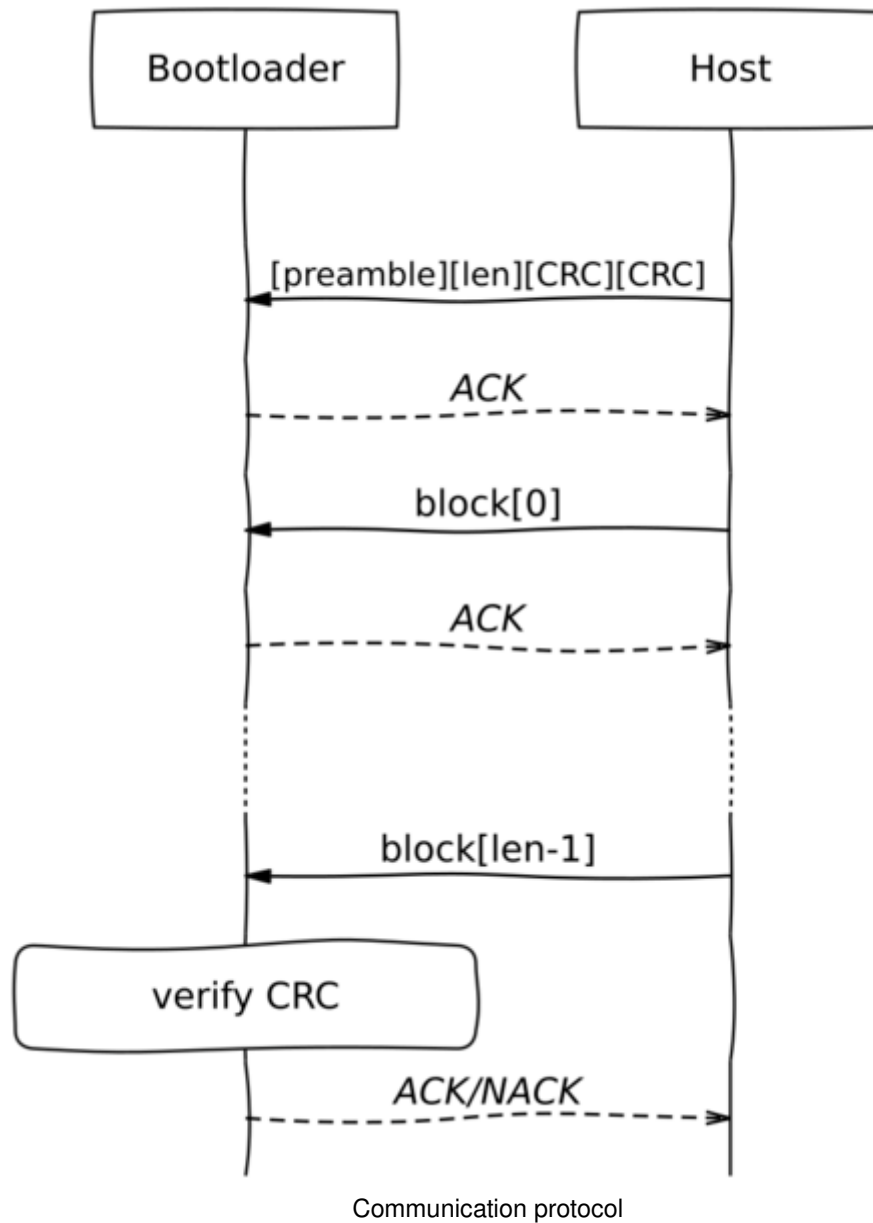 Bootloader
Host
[preamble][len][CRC][CRC]
ACK
block[0]
ACK
block[len-1]
verify CRC
ACK/NACK
Communication protocol